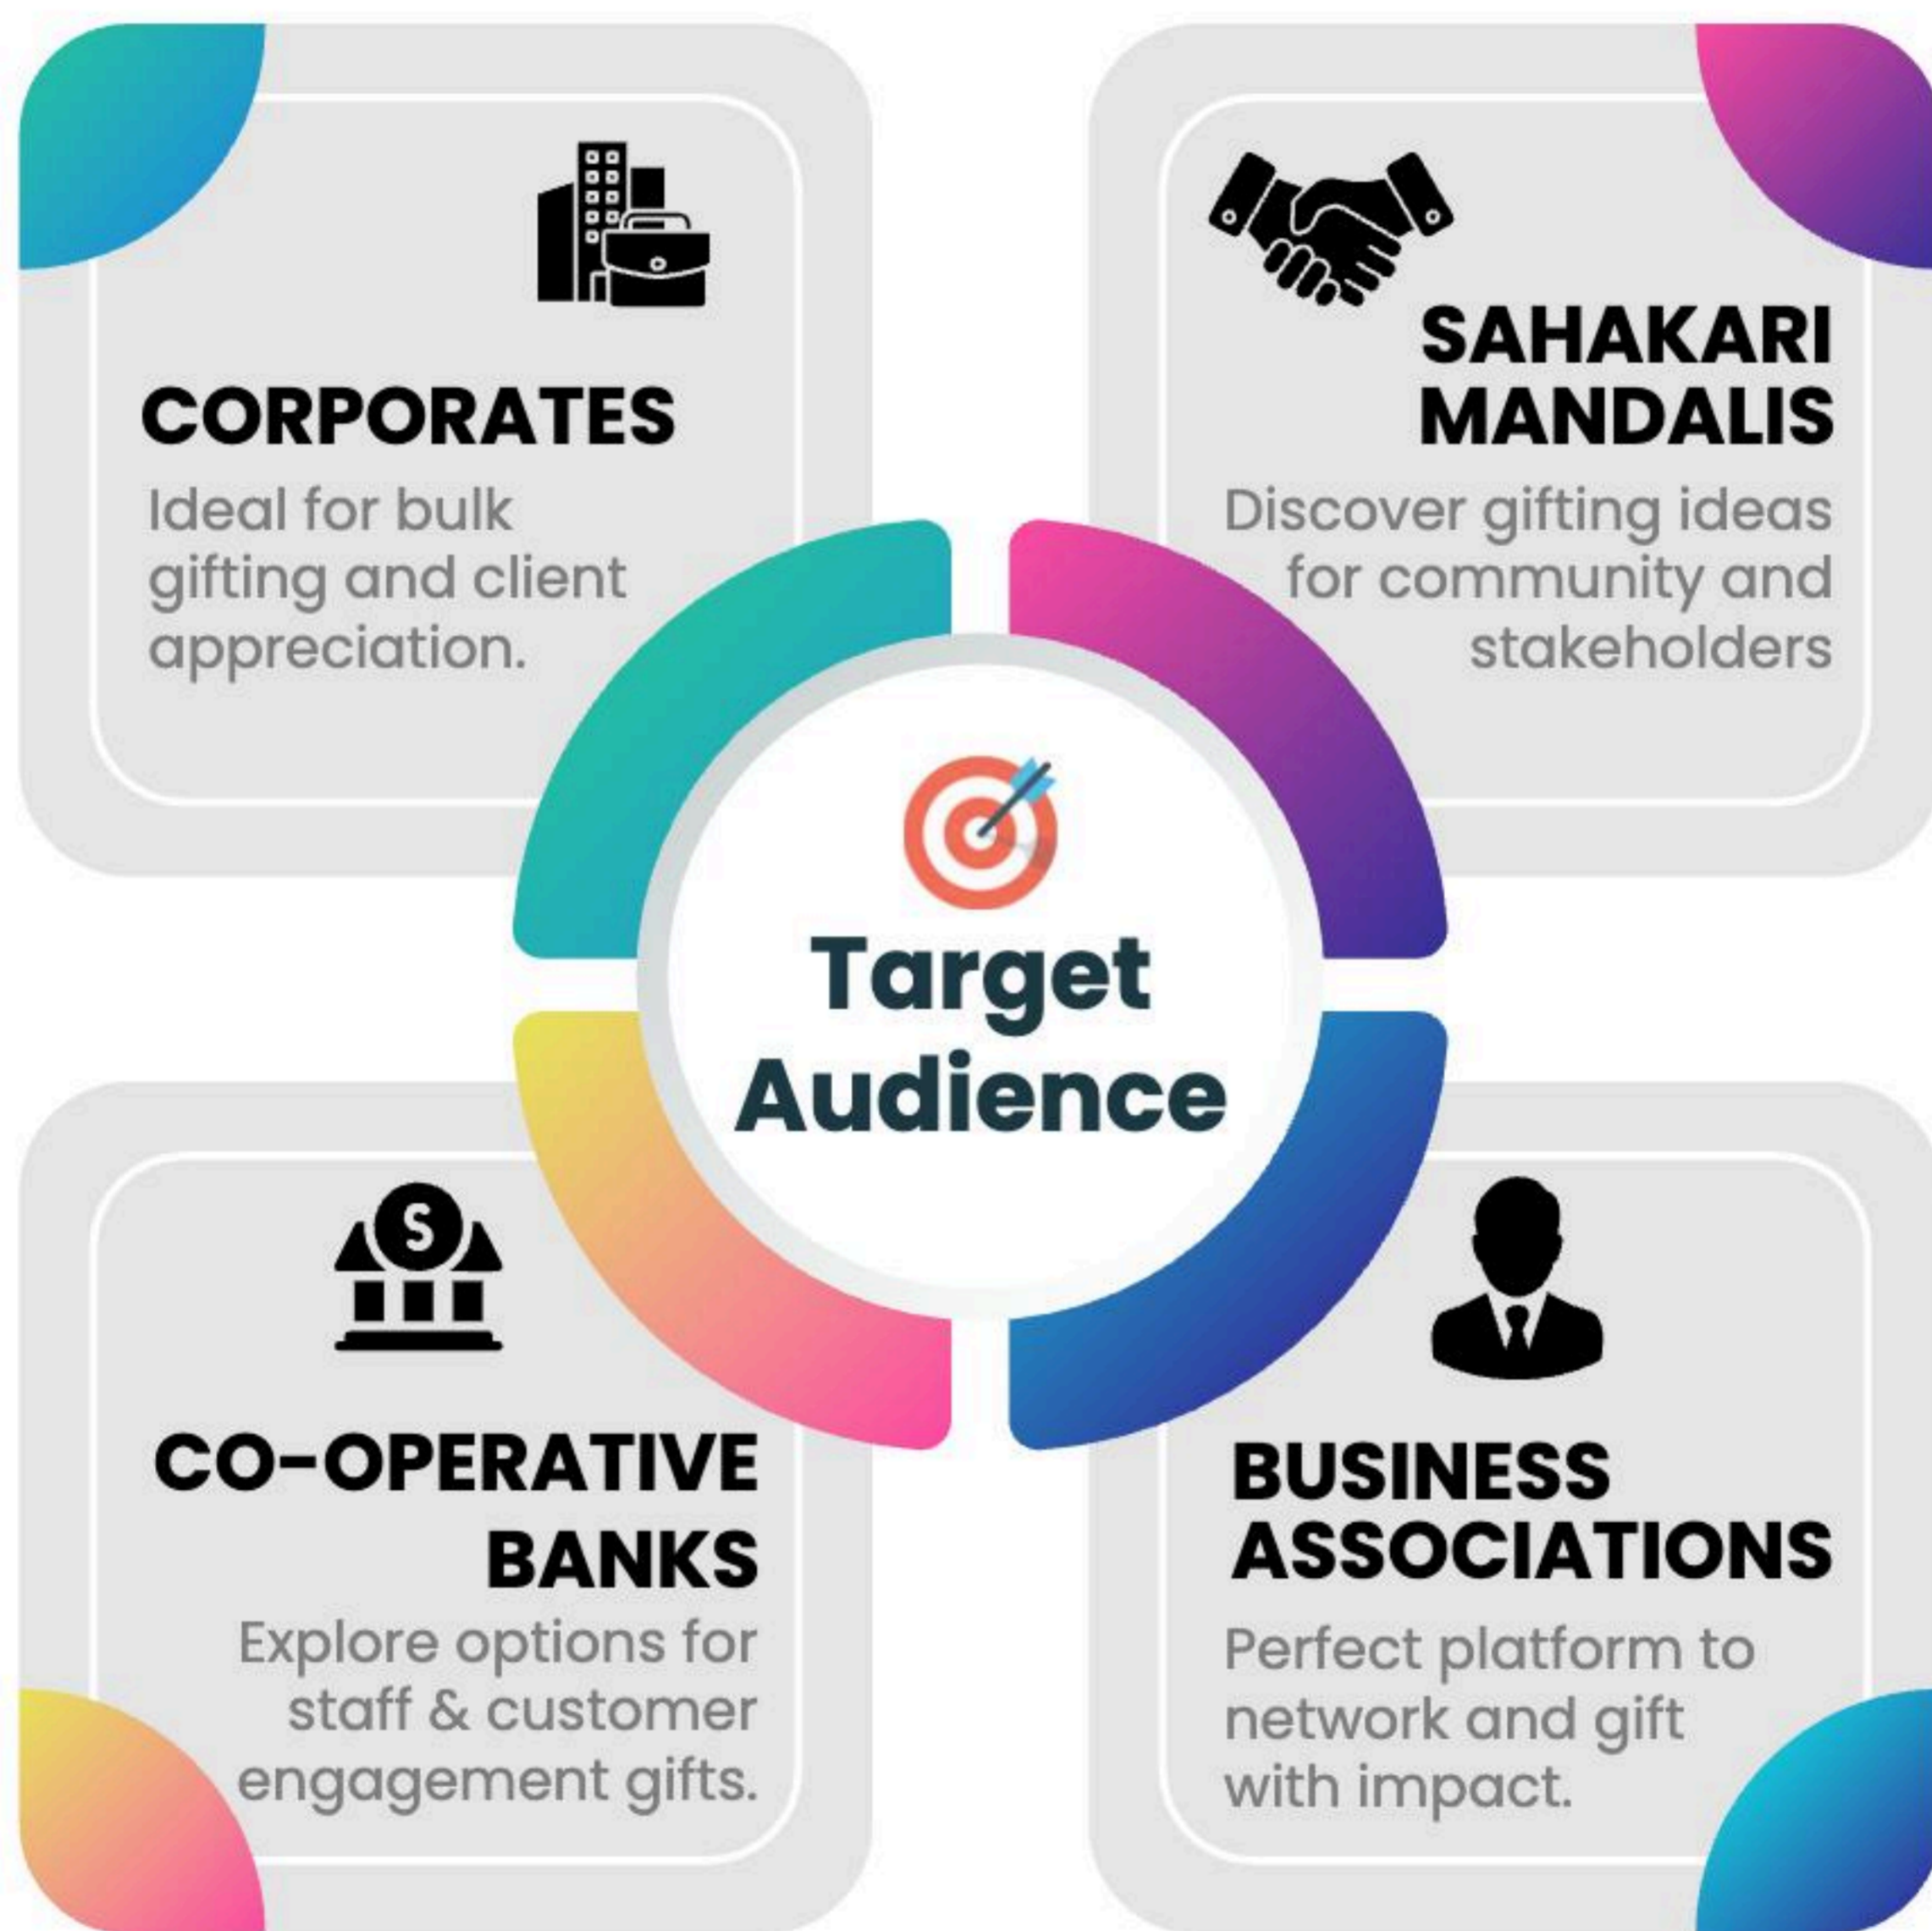 CORPORATES
Ideal for bulk
gifting and client
appreciation.
SAHAKARI
MANDALIS
Discover gifting ideas
for community and
stakeholders
Target
Audience
S
CO-OPERATIVE
BANKS
Explore options for
staff & customer
engagement gifts.
BUSINESS
ASSOCIATIONS
Perfect platform to
network and gift
with impact.